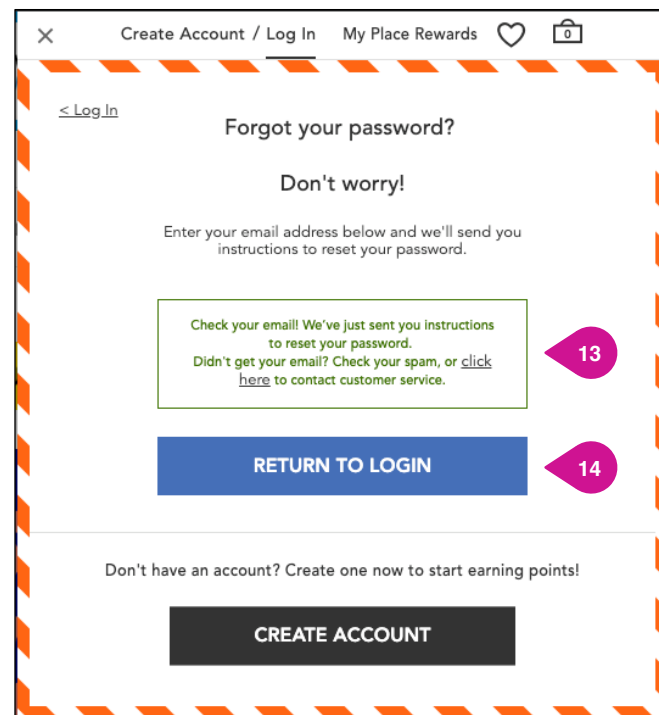 Create Account / Log In My Place Rewards 0
< Log In
Forgot your password?
Don't worry!
Enter your email address below and we'll send you
instructions to reset your password.
Check your email! We've just sent you instructions
to reset your password.
Didn't get your email? Check your spam, or click
here to contact customer service.
13
RETURN TO LOGIN
14
Don't have an account? Create one now to start earning points!
CREATE ACCOUNT